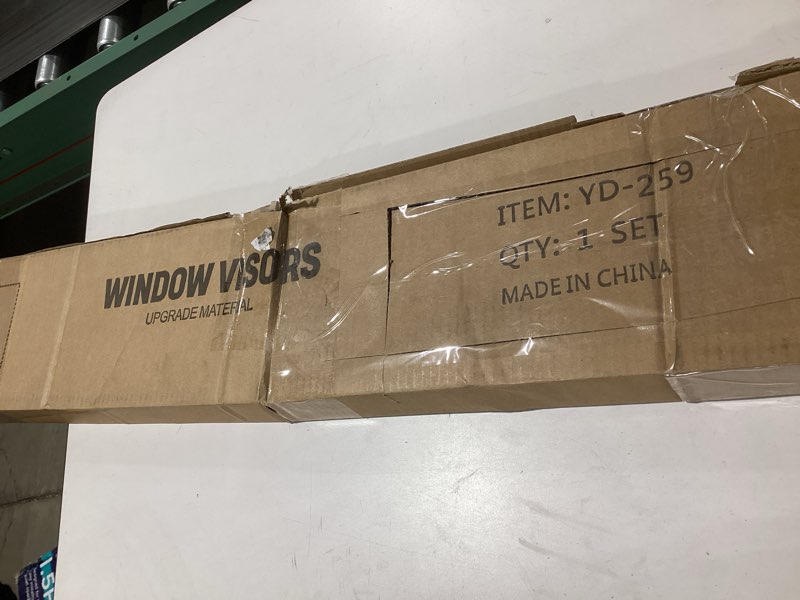 WINDOW VISORS
UPGRADE MATERIAL
ITEM: YD-259
QTY: 1 SET
MADE IN CHINA